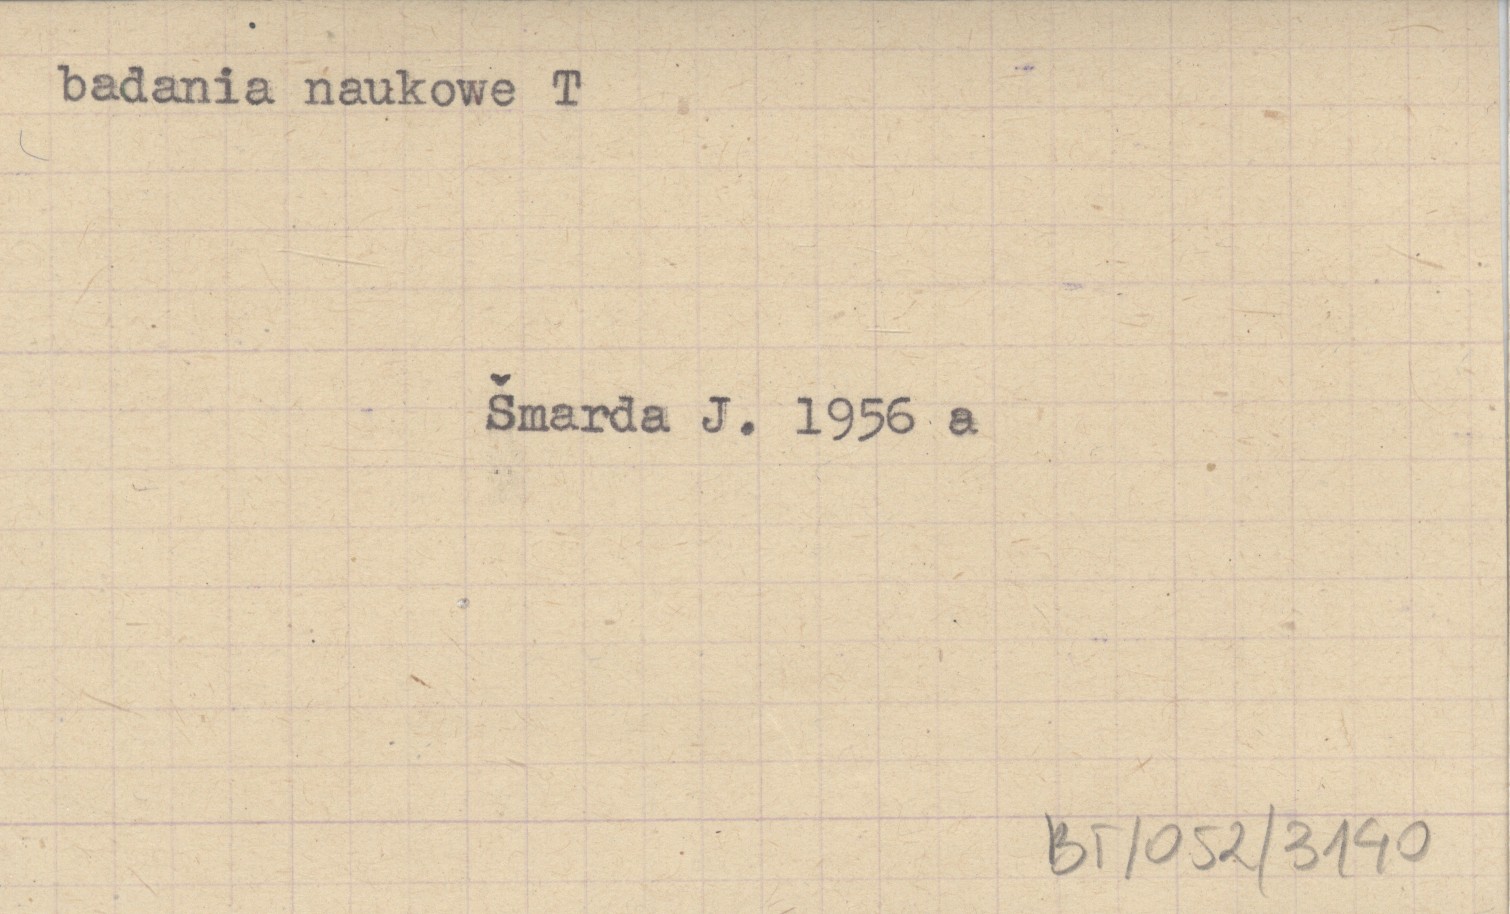 badania naukowe T
Šmarda J. 1956 a
BT/052/3140